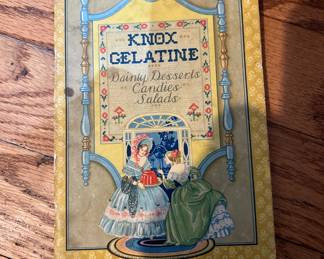 KNOX
GELATINE
Dainty Desserts
Candies
Salads